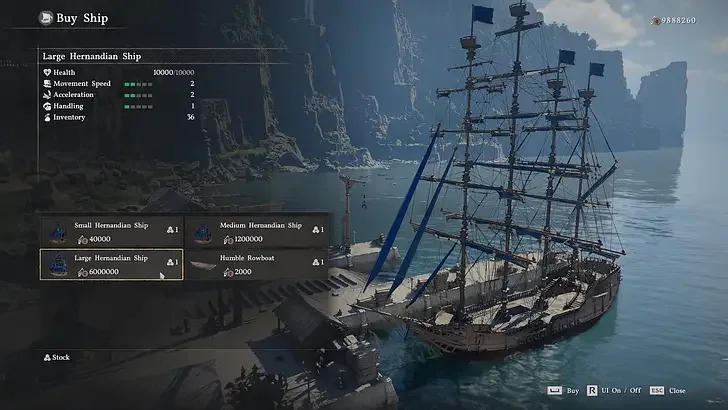 Buy Ship
9888260
Large Hernandian Ship
Health 10000/10000
Movement Speed 2
Acceleration 2
Handling 1
Inventory 36
Small Hernandian Ship 1
40000
Medium Hernandian Ship 1
1200000
Large Hernandian Ship 1
6000000
Humble Rowboat 1
2000
Stock
Buy R UI On / Off ESC Close